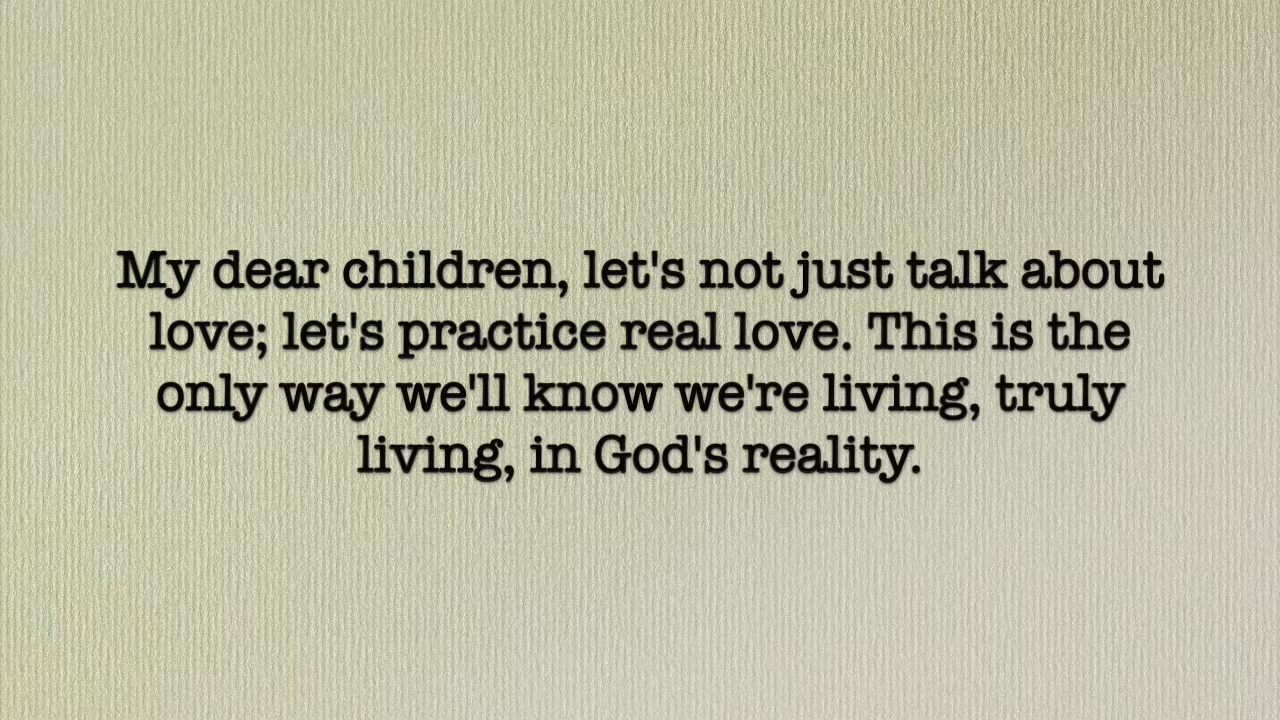 My dear children, let's not just talk about
love; let's practice real love. This is the
only way we'll know we're living, truly
living, in God's reality.